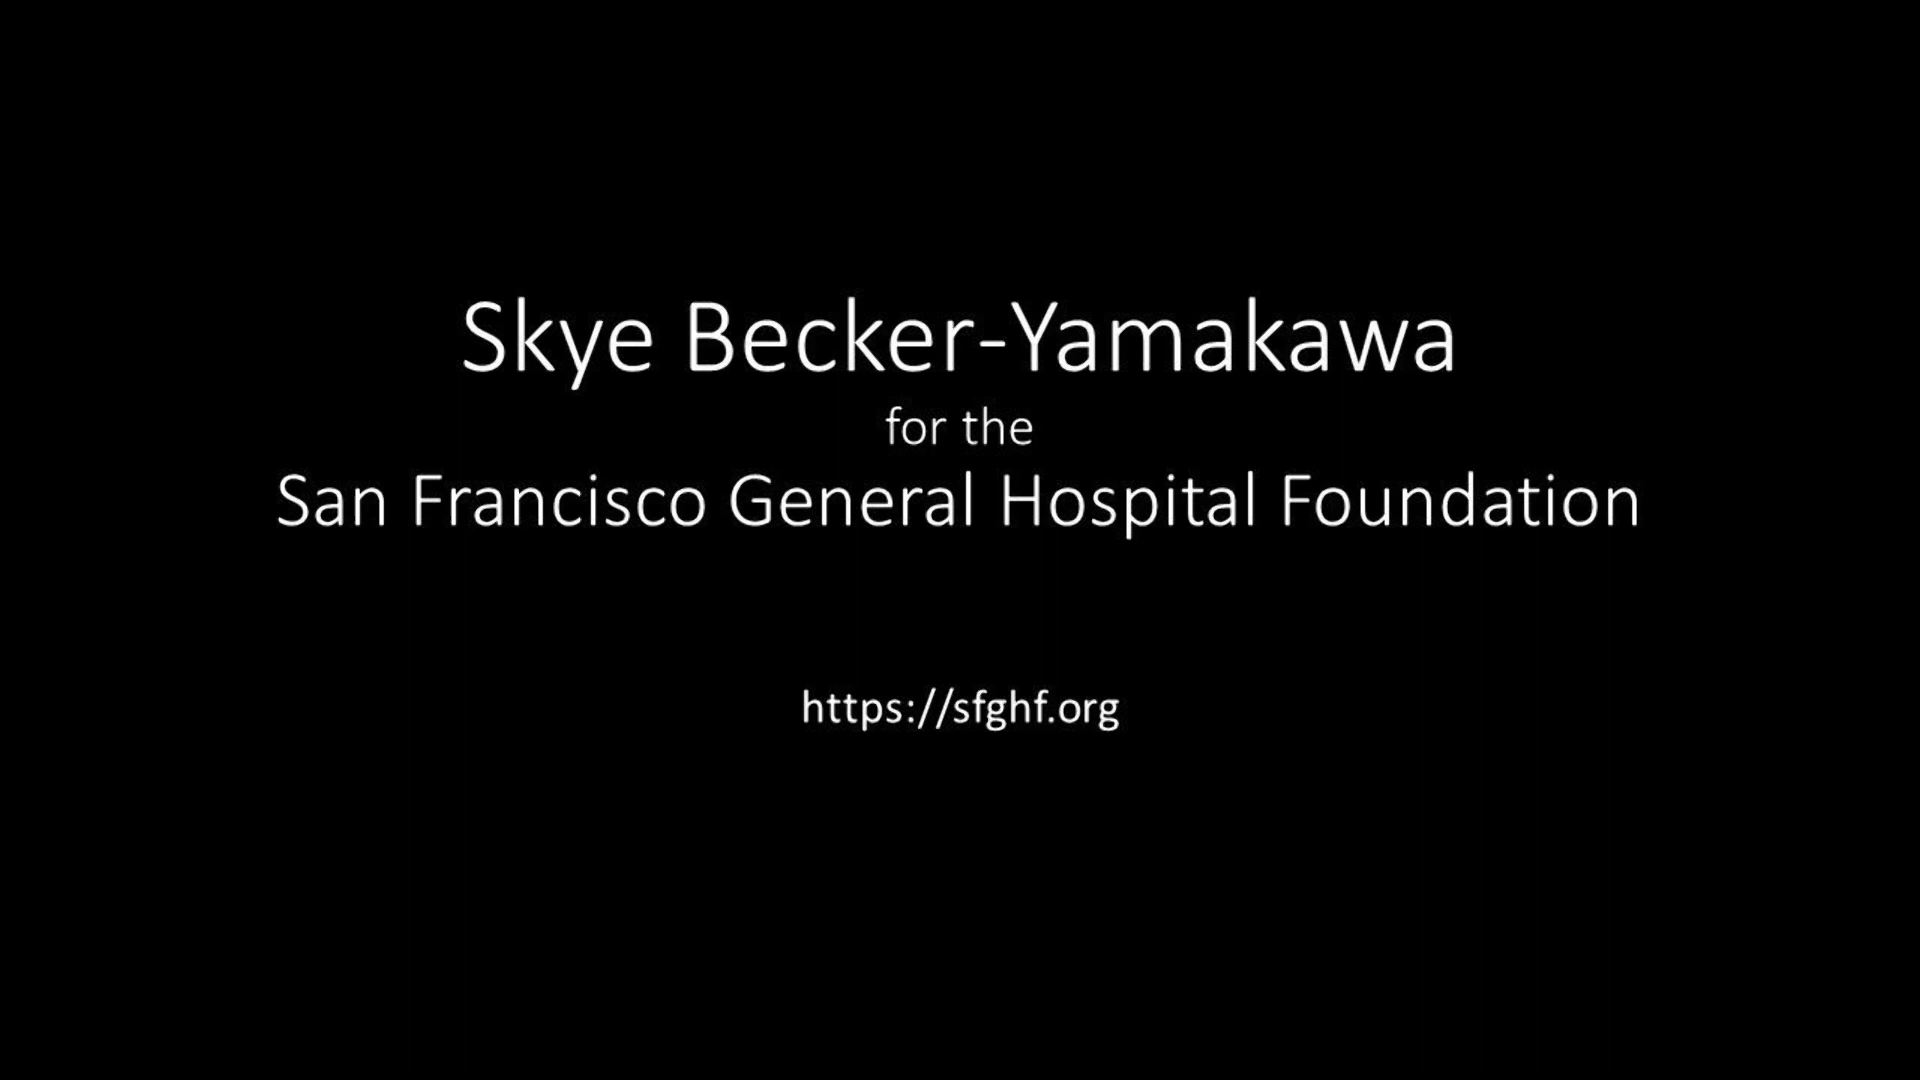 Skye Becker-Yamakawa
for the
San Francisco General Hospital Foundation
https://sfghf.org